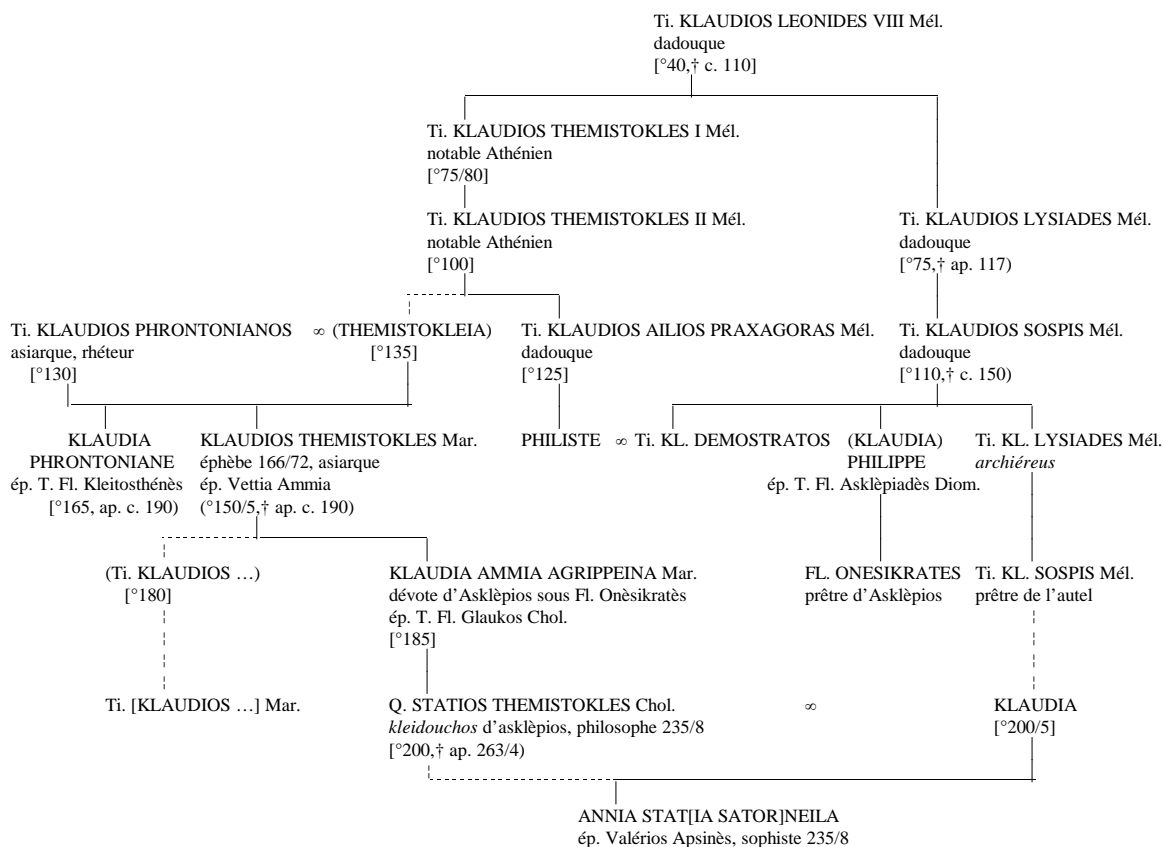 Ti. KLAUDIOS LEONIDES VIII Mél.
dadouque
[°40,† c. 110]
Ti. KLAUDIOS THEMISTOKLES I Mél.
notable Athénien
[°75/80]
Ti. KLAUDIOS THEMISTOKLES II Mél.
notable Athénien
[°100]
Ti. KLAUDIOS LYSIADES Mél.
dadouque
[°75,† ap. 117)
Ti. KLAUDIOS PHRONTONIANOS ∞ (THEMISTOKLEIA)
asiarque, rhéteur
[°130]
[°135]
Ti. KLAUDIOS AILIOS PRAXAGORAS Mél.
dadouque
[°125]
Ti. KLAUDIOS SOSPIS Mél.
dadouque
[°110,† c. 150)
KLAUDIA
PHRONTONIANE
ép. T. Fl. Kleitosthénès
[°165, ap. c. 190)
KLAUDIOS THEMISTOKLES Mar.
éphèbe 166/72, asiarque
ép. Vettia Ammia
(°150/5,† ap. c. 190)
PHILISTE ∞ Ti. KL. DEMOSTRATOS
(KLAUDIA)
PHILIPPE
ép. T. Fl. Asklèpiadès Diom.
Ti. KL. LYSIADES Mél.
archiéreus
(Ti. KLAUDIOS …)
[°180]
KLAUDIA AMMIA AGRIPPEINA Mar.
dévote d'Asklèpios sous Fl. Onèsikratès
ép. T. Fl. Glaukos Chol.
[°185]
FL. ONESIKRATES
prêtre d'Asklèpios
Ti. KL. SOSPIS Mél.
prêtre de l'autel
Ti. [KLAUDIOS …] Mar.
Q. STATIOS THEMISTOKLES Chol. ∞ KLAUDIA
kleidouchos d'asklèpios, philosophe 235/8
[°200,† ap. 263/4)
[°200/5]
ANNIA STAT[IA SATOR]NEILA
ép. Valérios Apsinès, sophiste 235/8